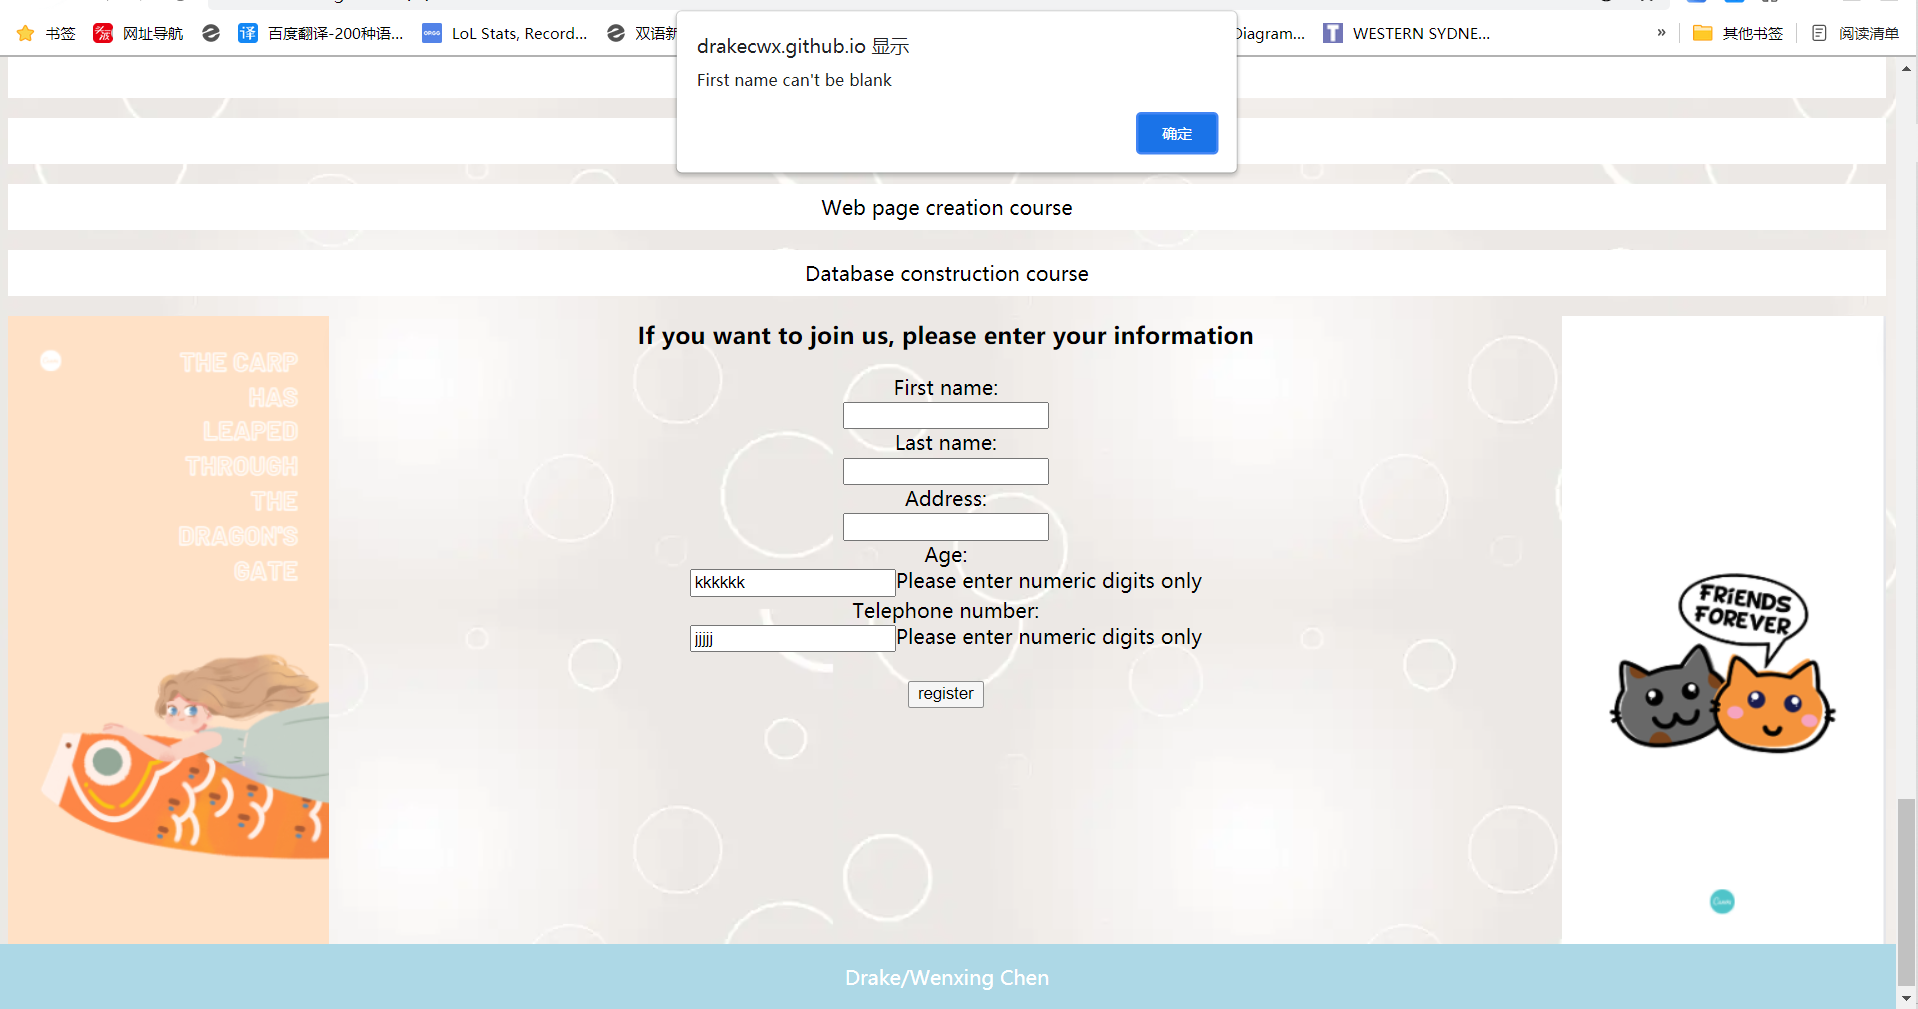 书签 网址导航 译 百度翻译-200种语... OPGG LoL Stats, Record... 双语新 Diagram... T WESTERN SYDNE... » 其他书签 阅读清单
drakecwx.github.io 显示
First name can't be blank
确定
Web page creation course
Database construction course
If you want to join us, please enter your information
First name:
Last name:
Address:
Age:
kkkkkk Please enter numeric digits only
Telephone number:
jjjjj Please enter numeric digits only
register
THE CARP
HAS
LEAPED
THROUGH
THE
DRAGON'S
GATE
FRIENDS
FOREVER
Canva
Drake/Wenxing Chen